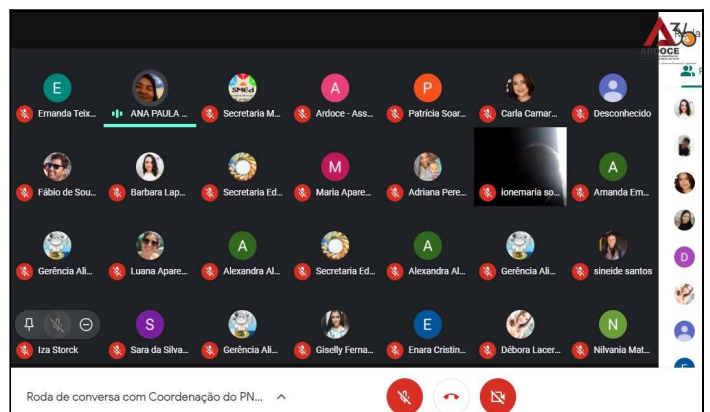 36
ARDOCE
E
SMEd
A
P
Ernanda Teix...
ANA PAULA ...
Secretaria M...
Ardoce - Ass...
Patrícia Soar...
Carla Camar...
Desconhecido
M
A
Fábio de Sou...
Barbara Lap...
Secretaria Ed...
Maria Apare...
Adriana Pere...
ionemaria so...
Amanda Em...
A
A
Gerência Ali...
Luana Apare...
Alexandra Al...
Secretaria Ed...
Alexandra Al...
Gerência Ali...
sineide santos
D
S
E
N
Iza Storck
Sara da Silva...
Gerência Ali...
Giselly Ferna...
Enara Cristin...
Débora Lacer...
Nilvania Mat...
Roda de conversa com Coordenação do PN...